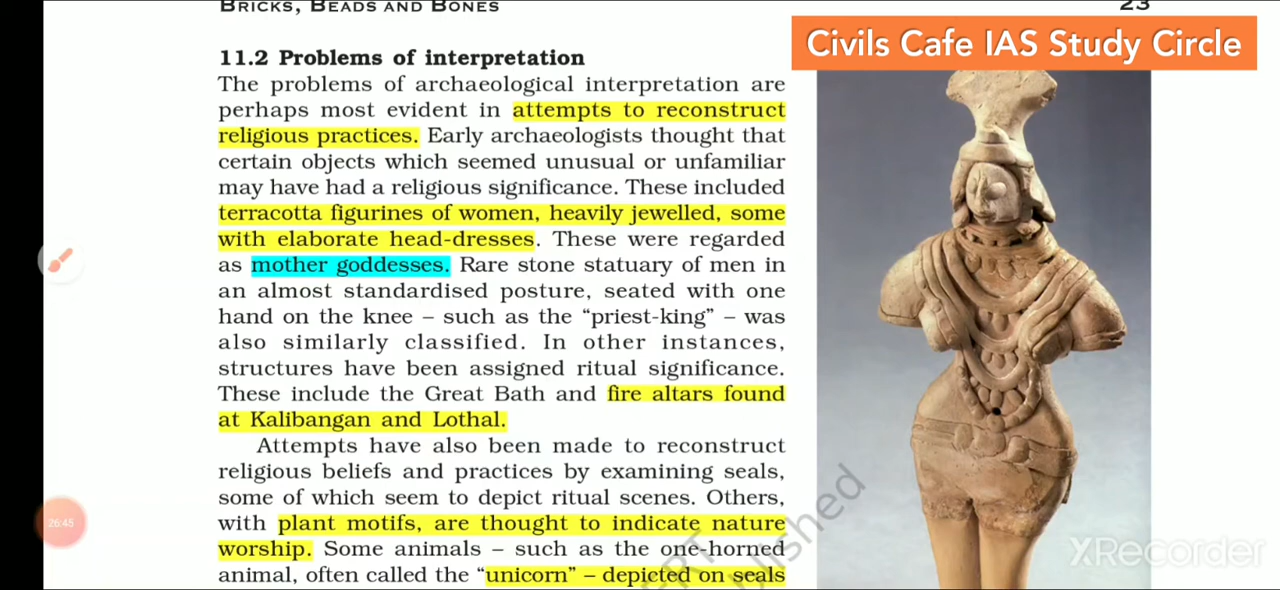 BRICKS, BEADS AND BONES
23
Civils Cafe IAS Study Circle
11.2 Problems of interpretation
The problems of archaeological interpretation are
perhaps most evident in attempts to reconstruct
religious practices. Early archaeologists thought that
certain objects which seemed unusual or unfamiliar
may have had a religious significance. These included
terracotta figurines of women, heavily jewelled, some
with elaborate head-dresses. These were regarded
as mother goddesses. Rare stone statuary of men in
an almost standardised posture, seated with one
hand on the knee – such as the “priest-king” – was
also similarly classified. In other instances,
structures have been assigned ritual significance.
These include the Great Bath and fire altars found
at Kalibangan and Lothal.
Attempts have also been made to reconstruct
religious beliefs and practices by examining seals,
some of which seem to depict ritual scenes. Others,
with plant motifs, are thought to indicate nature
worship. Some animals – such as the one-horned
animal, often called the “unicorn” – depicted on seals
26:45
XRecorder